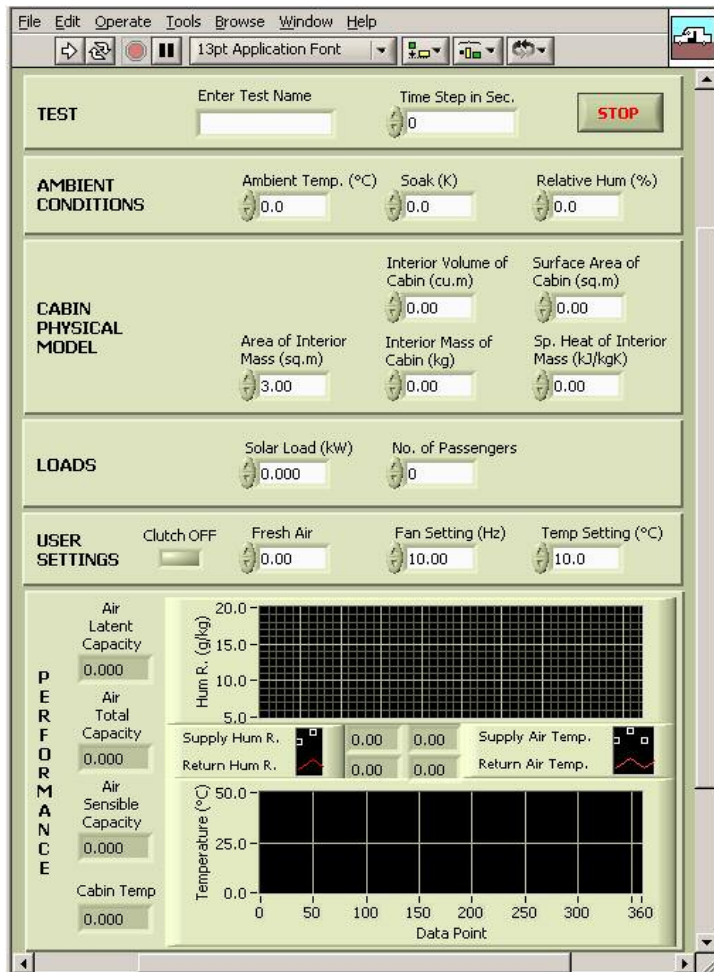 File Edit Operate Tools Browse Window Help
13pt Application Font
TEST
Enter Test Name
Time Step in Sec.
0
STOP
AMBIENT
CONDITIONS
Ambient Temp. (°C)
0.0
Soak (K)
0.0
Relative Hum (%)
0.0
CABIN
PHYSICAL
MODEL
Interior Volume of
Cabin (cu.m)
0.00
Surface Area of
Cabin (sq.m)
0.00
Area of Interior
Mass (sq.m)
3.00
Interior Mass of
Cabin (kg)
0.00
Sp. Heat of Interior
Mass (kJ/kgK)
0.00
LOADS
Solar Load (kW)
0.000
No. of Passengers
0
USER
SETTINGS
Clutch OFF
Fresh Air
0.00
Fan Setting (Hz)
10.00
Temp Setting (°C)
10.0
PERFORMANCE
Air
Latent
Capacity
0.000
Air
Total
Capacity
0.000
Air
Sensible
Capacity
0.000
Cabin Temp
0.000
Hum R. (g/kg)
20.0
15.0
10.0
5.0
Supply Hum R.
0.00 0.00
Supply Air Temp.
Return Hum R.
0.00 0.00
Return Air Temp.
Temperature (°C)
50.0
25.0
0.0
0 50 100 150 200 250 300 360
Data Point